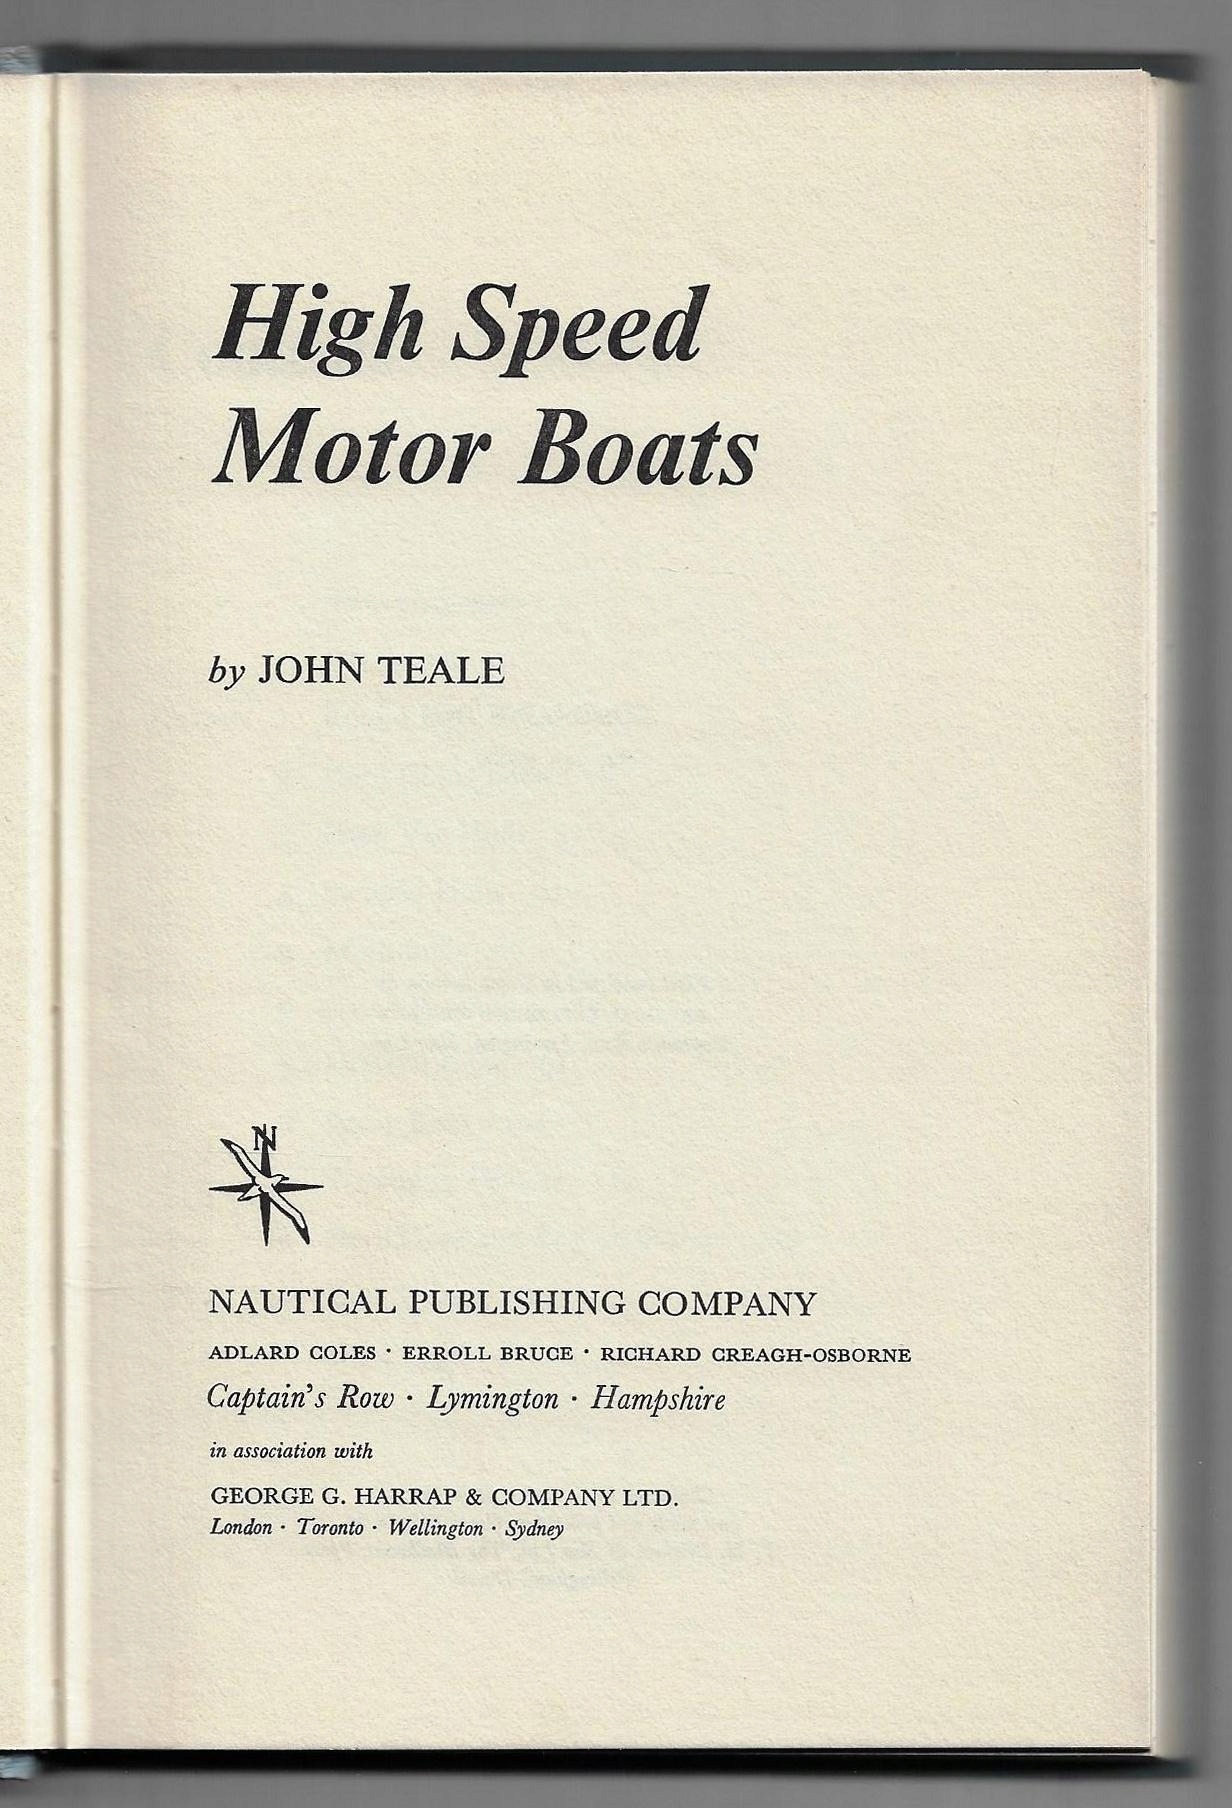 High Speed
Motor Boats
by JOHN TEALE
N
NAUTICAL PUBLISHING COMPANY
ADLARD COLES · ERROLL BRUCE · RICHARD CREAGH-OSBORNE
Captain's Row · Lymington · Hampshire
in association with
GEORGE G. HARRAP & COMPANY LTD.
London · Toronto · Wellington · Sydney